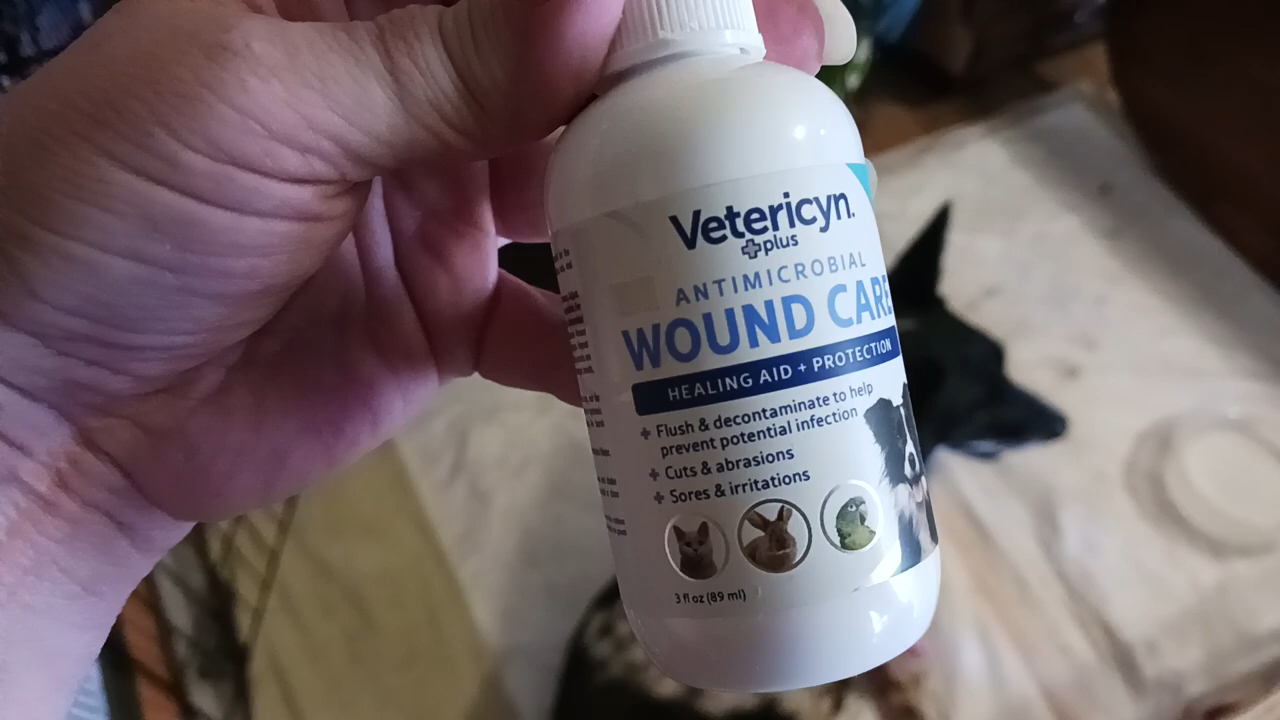 Vetericyn.
plus
ANTIMICROBIAL
WOUND CARE
HEALING AID + PROTECTION
Flush & decontaminate to help
prevent potential infection
Cuts & abrasions
Sores & irritations
3 fl oz (89 ml)